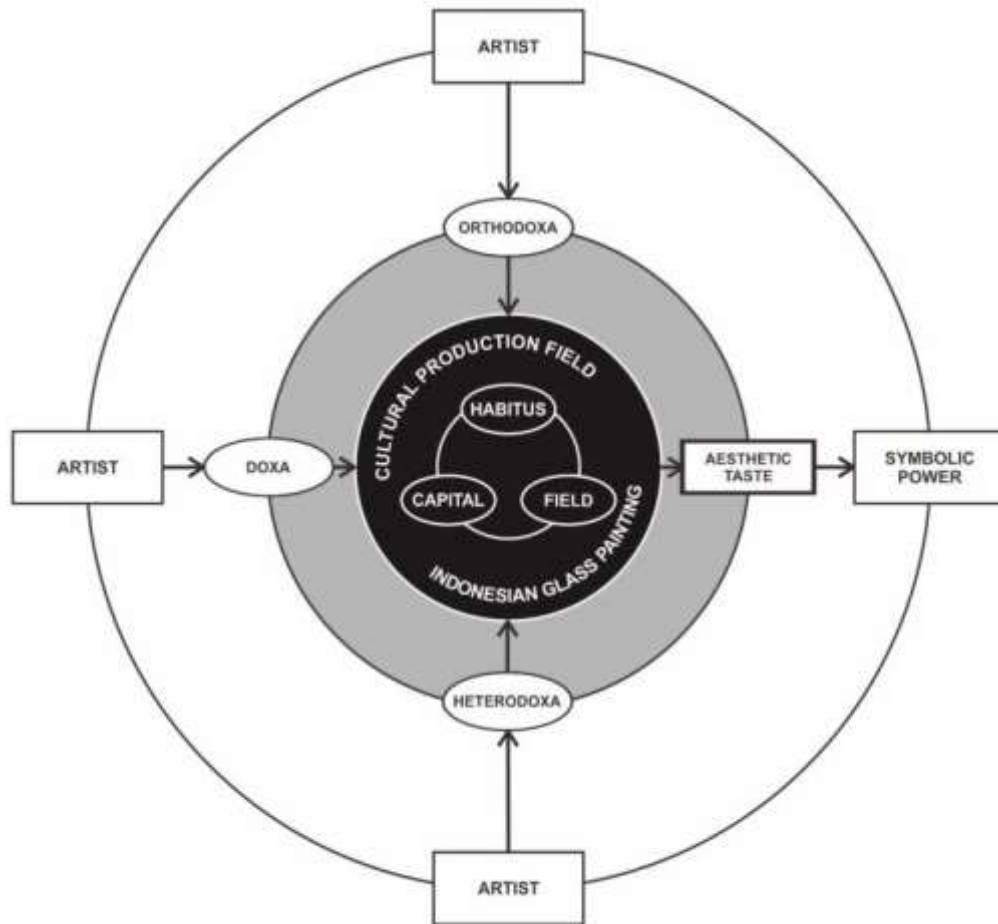 ARTIST
ORTHODOXA
CULTURAL PRODUCTION FIELD
HABITUS
ARTIST
DOXA
AESTHETIC
TASTE
SYMBOLIC
POWER
CAPITAL
FIELD
INDONESIAN GLASS PAINTING
HETERODOXA
ARTIST